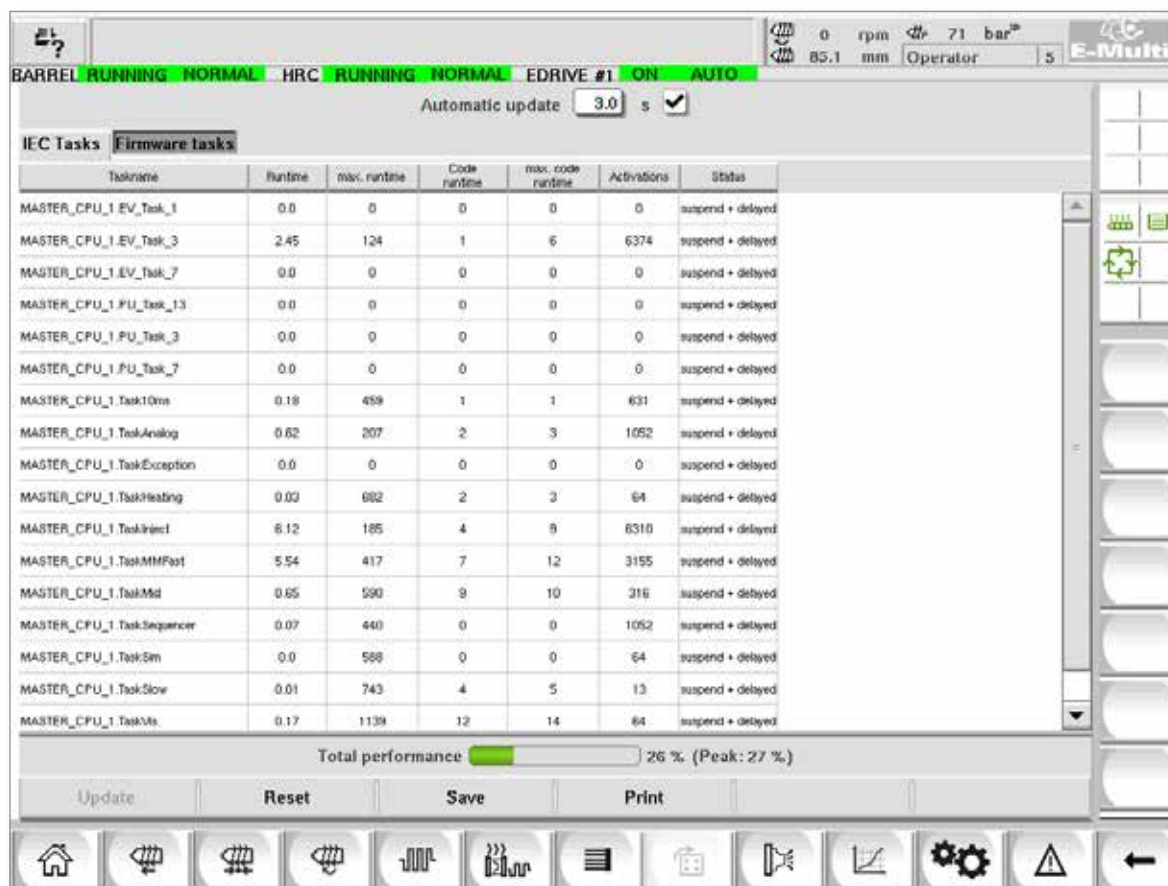 0 rpm 71 bar
E-Multi
85.1 mm Operator 5
BARREL RUNNING NORMAL HRC RUNNING NORMAL EDRIVE #1 ON AUTO
Automatic update 3.0 s
IEC Tasks Firmware tasks
Taskname Runtime max. runtime Code runtime max. code runtime Activations Status
MASTER_CPU_1.EV_Task_1 0.0 0 0 0 0 suspend + delayed
MASTER_CPU_1.EV_Task_3 2.45 124 1 6 6374 suspend + delayed
MASTER_CPU_1.EV_Task_7 0.0 0 0 0 0 suspend + delayed
MASTER_CPU_1.PU_Task_13 0.0 0 0 0 0 suspend + delayed
MASTER_CPU_1.PU_Task_3 0.0 0 0 0 0 suspend + delayed
MASTER_CPU_1.PU_Task_7 0.0 0 0 0 0 suspend + delayed
MASTER_CPU_1.Task10ms 0.18 459 1 1 631 suspend + delayed
MASTER_CPU_1.TaskAnalog 0.62 207 2 3 1052 suspend + delayed
MASTER_CPU_1.TaskException 0.0 0 0 0 0 suspend + delayed
MASTER_CPU_1.TaskHeating 0.03 682 2 3 64 suspend + delayed
MASTER_CPU_1.TaskInject 6.12 185 4 9 6310 suspend + delayed
MASTER_CPU_1.TaskMMFast 5.54 417 7 12 3155 suspend + delayed
MASTER_CPU_1.TaskMid 0.65 590 9 10 316 suspend + delayed
MASTER_CPU_1.TaskSequencer 0.07 440 0 0 1052 suspend + delayed
MASTER_CPU_1.TaskSim 0.0 588 0 0 64 suspend + delayed
MASTER_CPU_1.TaskSlow 0.01 743 4 5 13 suspend + delayed
MASTER_CPU_1.TaskVis 0.17 1139 12 14 64 suspend + delayed
Total performance 26 % (Peak: 27 %)
Update Reset Save Print